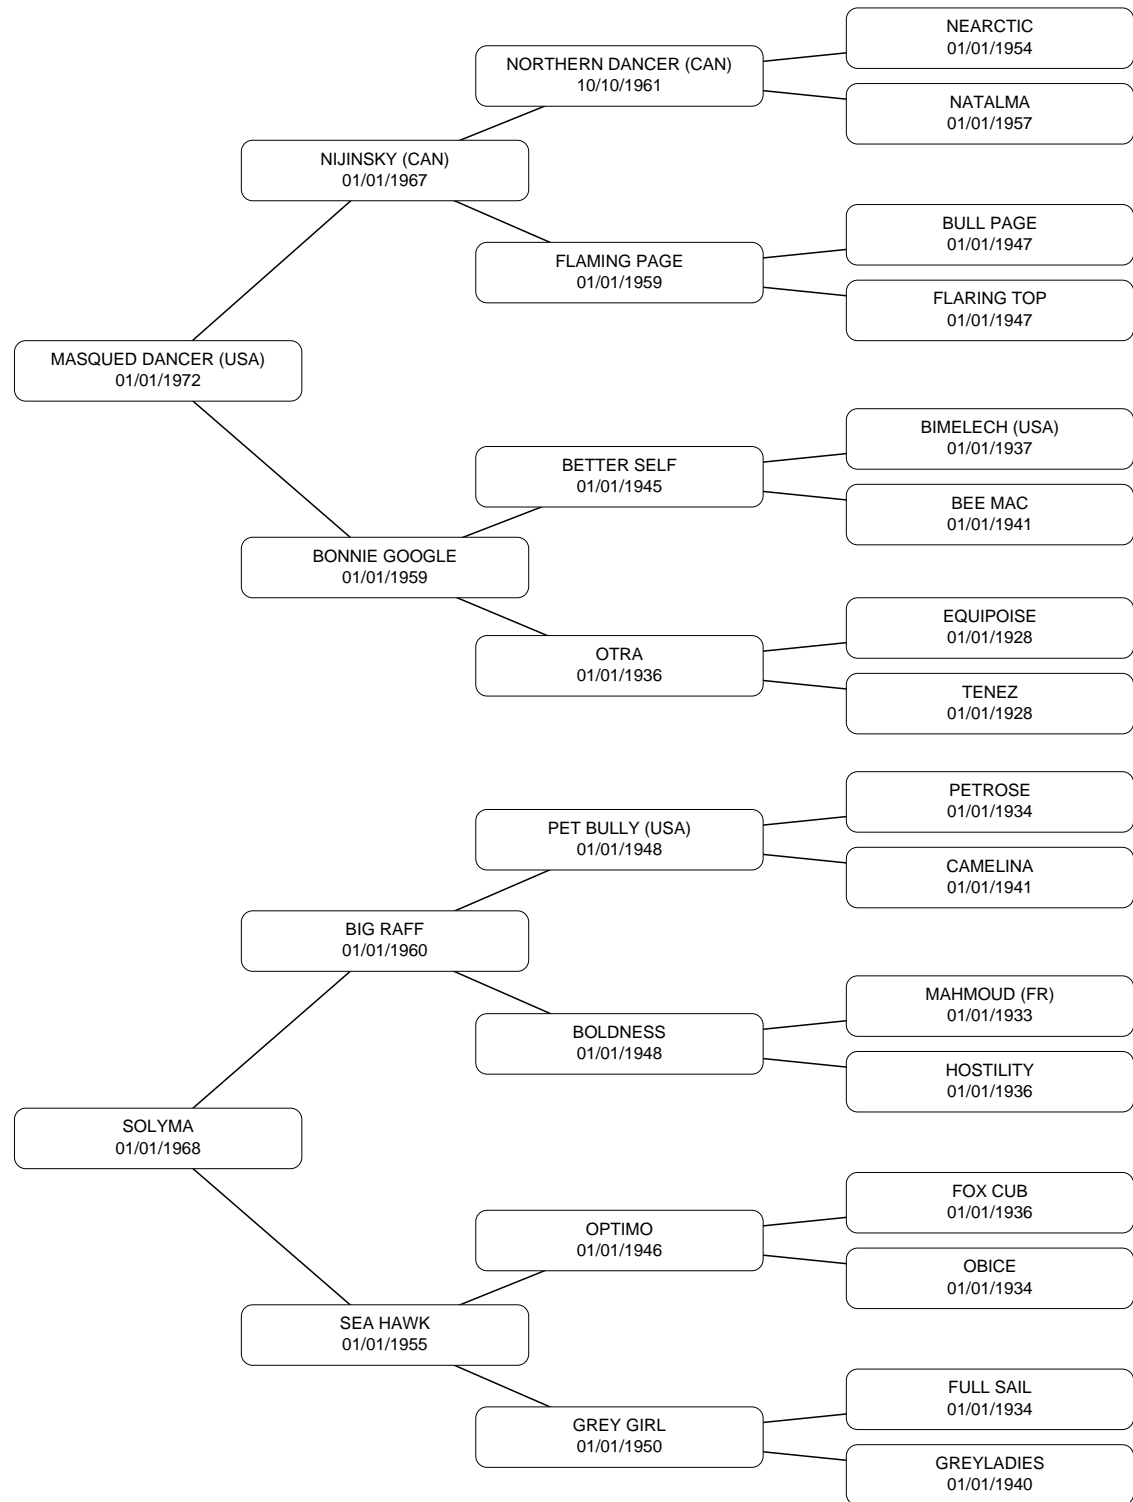 NEARCTIC
01/01/1954
NORTHERN DANCER (CAN)
10/10/1961
NATALMA
01/01/1957
NIJINSKY (CAN)
01/01/1967
BULL PAGE
01/01/1947
FLAMING PAGE
01/01/1959
FLARING TOP
01/01/1947
MASQUED DANCER (USA)
01/01/1972
BIMELECH (USA)
01/01/1937
BETTER SELF
01/01/1945
BEE MAC
01/01/1941
BONNIE GOOGLE
01/01/1959
EQUIPOISE
01/01/1928
OTRA
01/01/1936
TENEZ
01/01/1928
PETROSE
01/01/1934
PET BULLY (USA)
01/01/1948
CAMELINA
01/01/1941
BIG RAFF
01/01/1960
MAHMOUD (FR)
01/01/1933
BOLDNESS
01/01/1948
HOSTILITY
01/01/1936
SOLYMA
01/01/1968
FOX CUB
01/01/1936
OPTIMO
01/01/1946
OBICE
01/01/1934
SEA HAWK
01/01/1955
FULL SAIL
01/01/1934
GREY GIRL
01/01/1950
GREYLADIES
01/01/1940